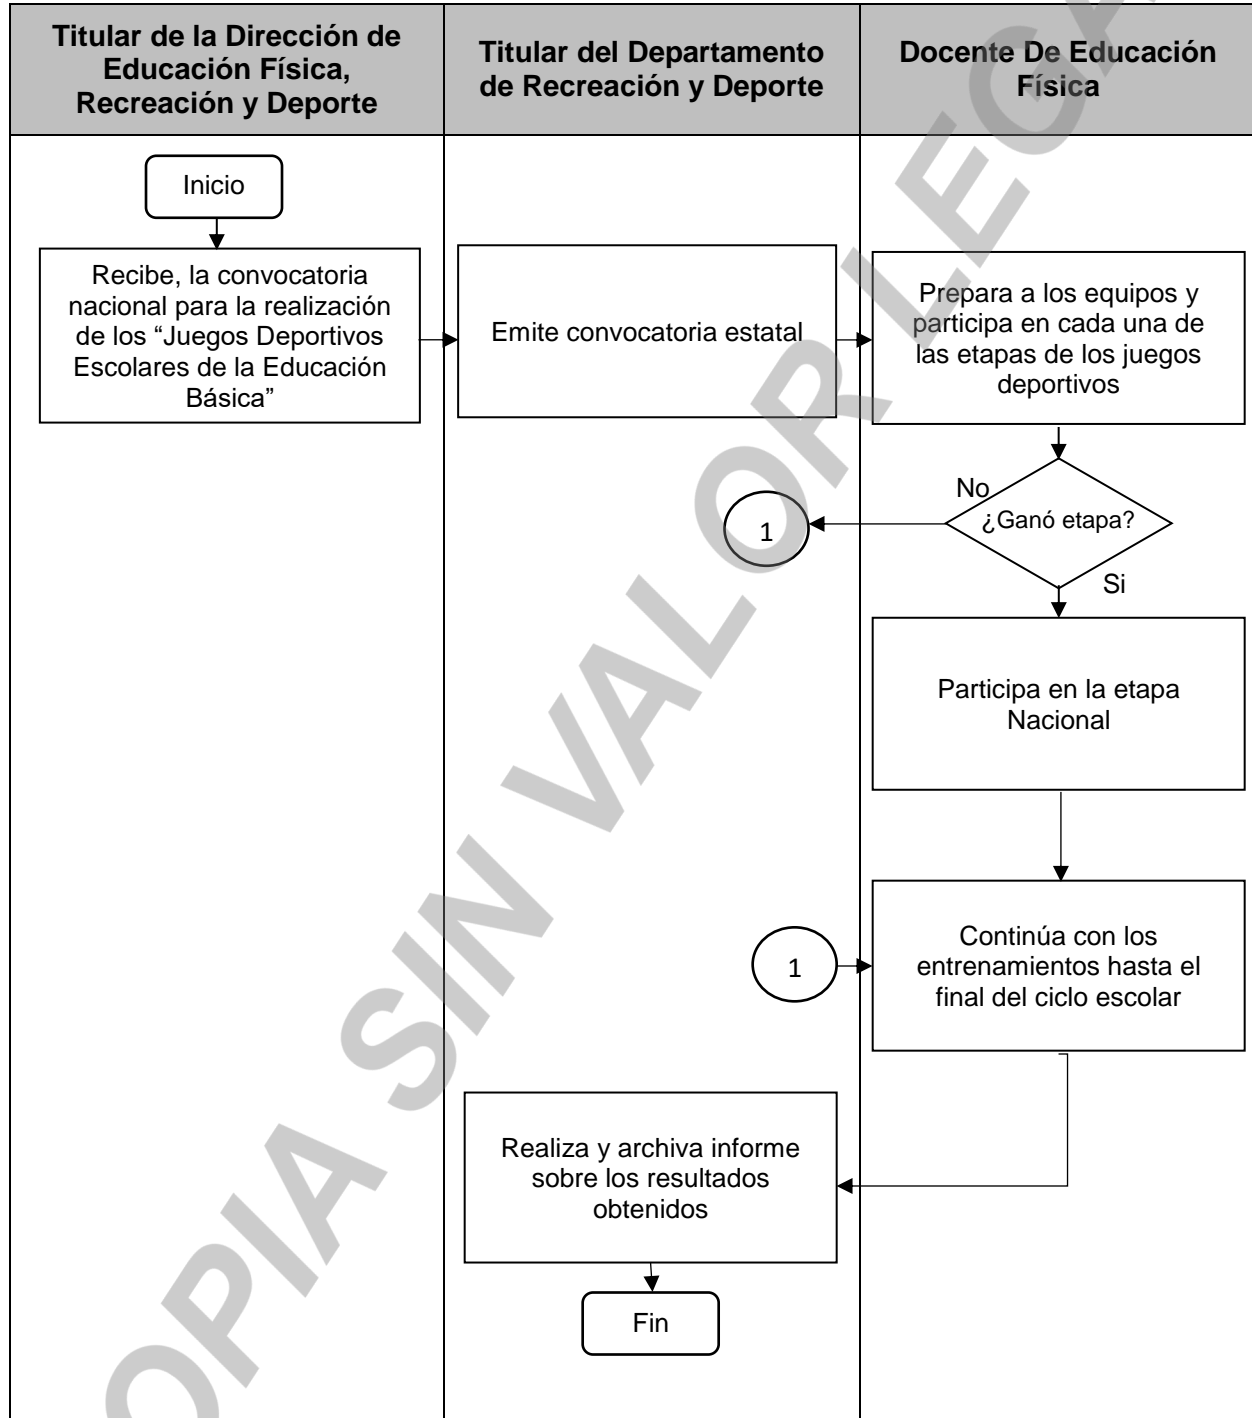 Titular de la Dirección de
Educación Física,
Recreación y Deporte
Titular del Departamento
de Recreación y Deporte
Docente De Educación
Física
Inicio
Recibe, la convocatoria
nacional para la realización
de los “Juegos Deportivos
Escolares de la Educación
Básica”
Emite convocatoria estatal
Prepara a los equipos y
participa en cada una de
las etapas de los juegos
deportivos
No
¿Ganó etapa?
1
Si
Participa en la etapa
Nacional
1
Continúa con los
entrenamientos hasta el
final del ciclo escolar
Realiza y archiva informe
sobre los resultados
obtenidos
Fin
OPIA SIN VALOR LEGA